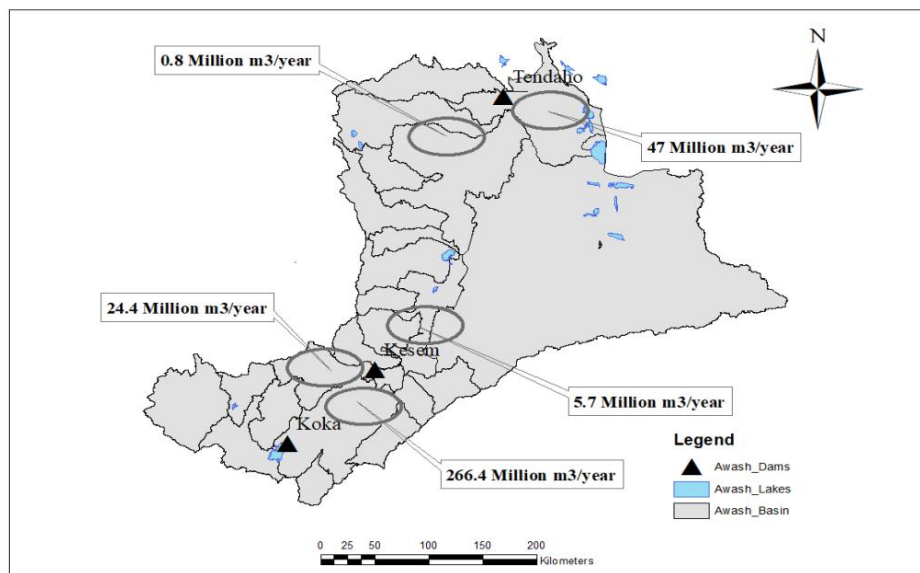 N
0.8 Million m3/year
Tendaho
47 Million m3/year
24.4 Million m3/year
Kesem
5.7 Million m3/year
Koka
266.4 Million m3/year
Legend
Awash_Dams
Awash_Lakes
Awash_Basin
0 12.5 25 50 100 150 200
Kilometers